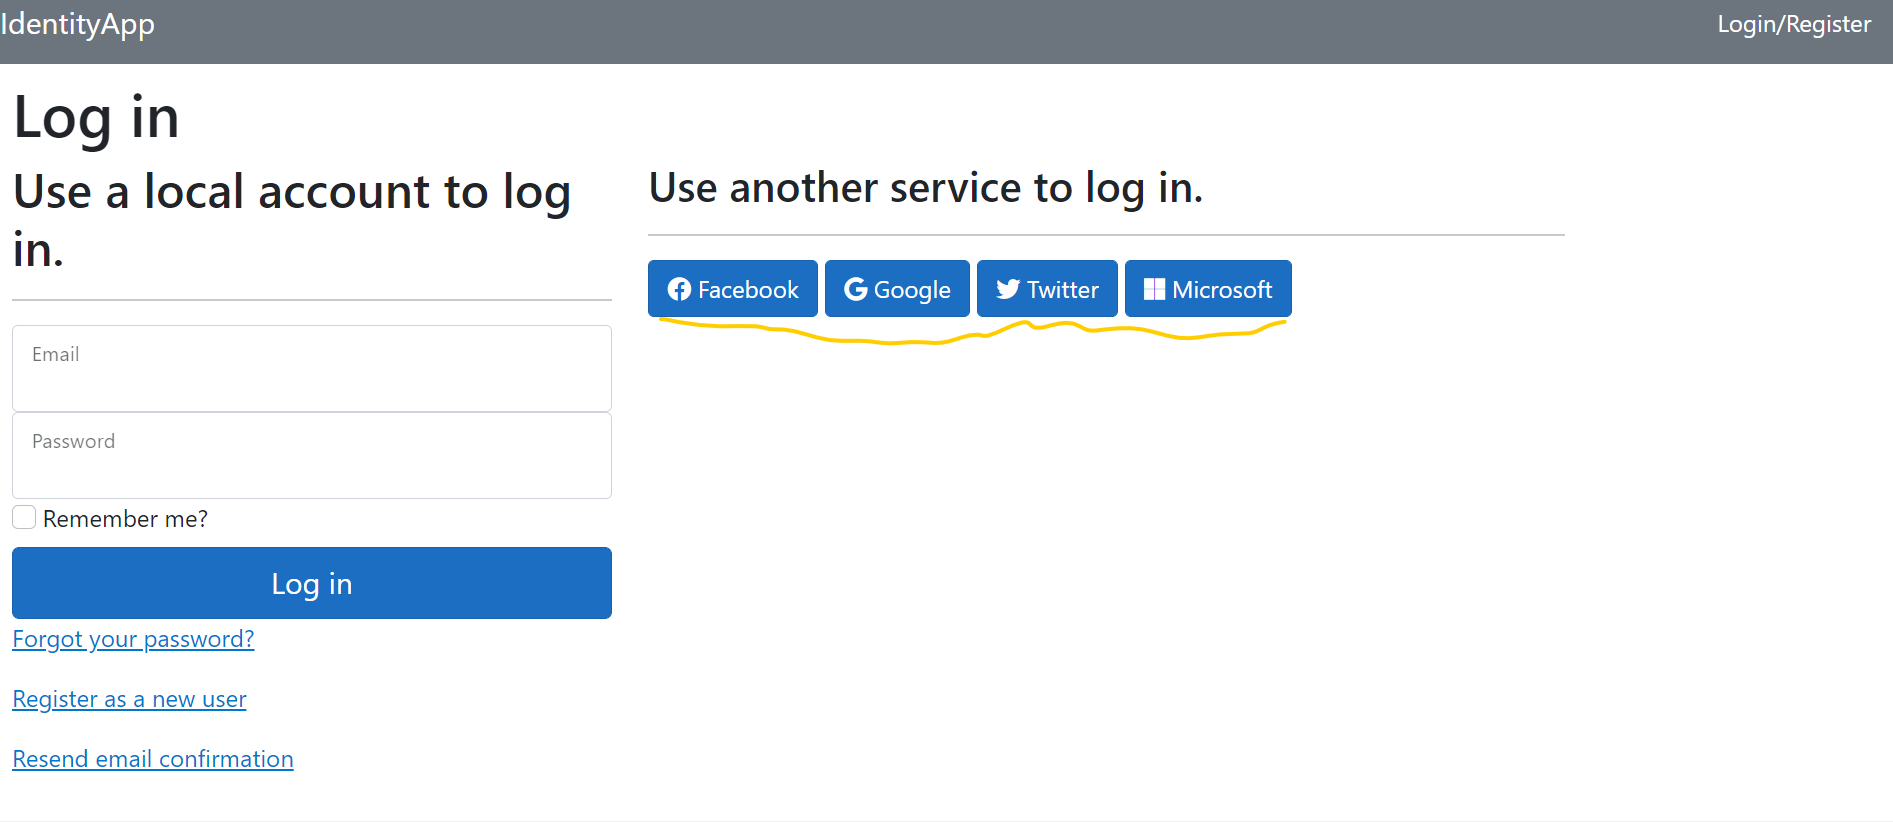 IdentityApp
Login/Register
Log in
Use a local account to log
in.
Email
Password
Remember me?
Log in
Forgot your password?
Register as a new user
Resend email confirmation
Use another service to log in.
Facebook Google Twitter Microsoft